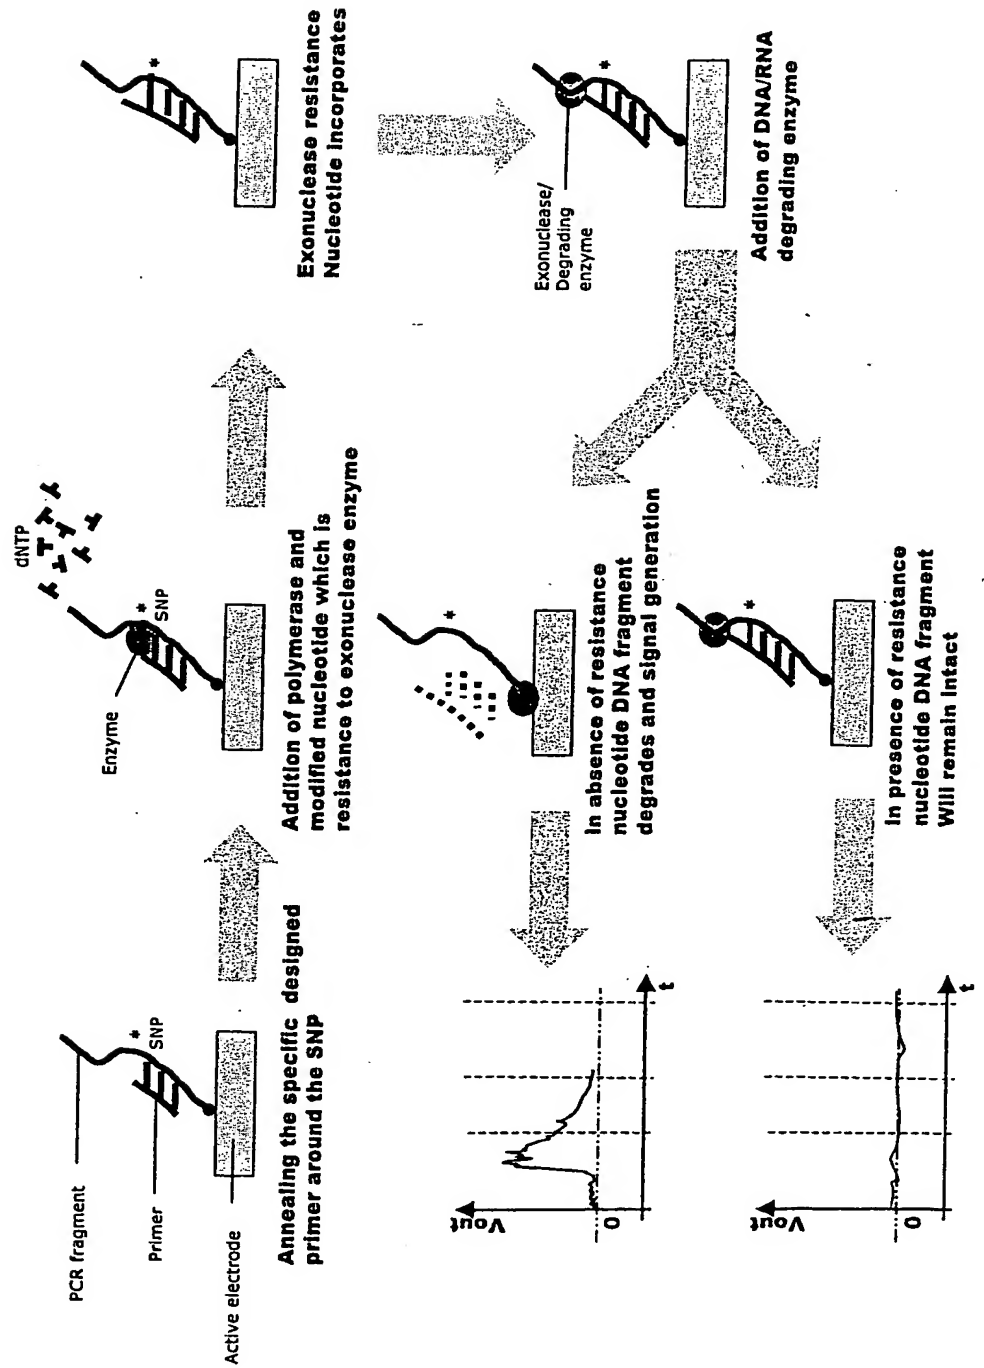 PCR fragment
*
SNP
Primer
Active electrode
Annealing the specific designed
primer around the SNP
dNTP
Enzyme
*
SNP
Addition of polymerase and
modified nucleotide which is
resistance to exonuclease enzyme
*
Exonuclease resistance
Nucleotide Incorporates
Exonuclease/
Degrading
enzyme
*
Addition of DNA/RNA
degrading enzyme
*
In absence of resistance
nucleotide DNA fragment
degrades and signal generation
Vout
0
t
*
In presence of resistance
nucleotide DNA fragment
Will remain Intact
Vout
0
t